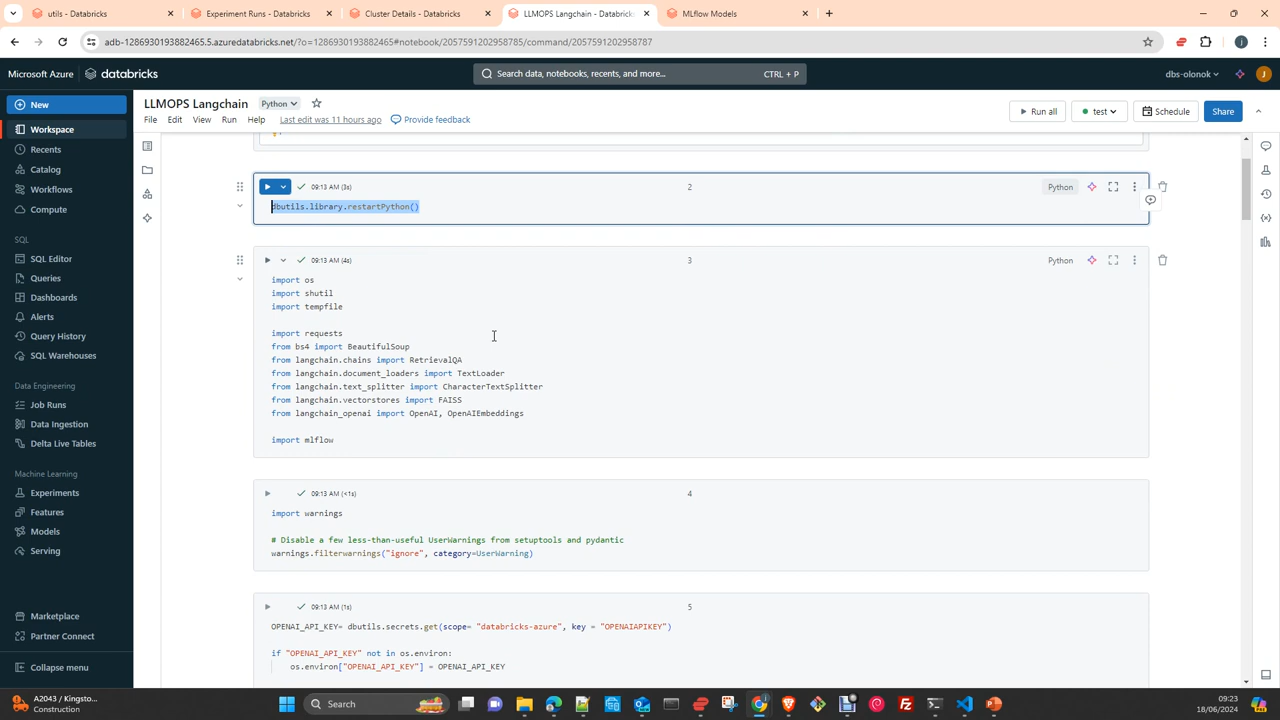 utils - Databricks
Experiment Runs - Databricks
Cluster Details - Databricks
LLMOPS Langchain - Databrick
MLflow Models
adb-1286930193882465.5.azuredatabricks.net/?o=1286930193882465#notebook/2057591202958785/command/2057591202958787
Microsoft Azure
databricks
Search data, notebooks, recents, and more...
CTRL + P
dbs-olonok
J
New
Workspace
Recents
Catalog
Workflows
Compute
SQL
SQL Editor
Queries
Dashboards
Alerts
Query History
SQL Warehouses
Data Engineering
Job Runs
Data Ingestion
Delta Live Tables
Machine Learning
Experiments
Features
Models
Serving
Marketplace
Partner Connect
Collapse menu
LLMOPS Langchain
Python
File Edit View Run Help
Last edit was 11 hours ago
Provide feedback
Run all
test
Schedule
Share
09:13 AM (3s)
2
Python
dbutils.library.restartPython()
09:13 AM (4s)
3
Python
import os
import shutil
import tempfile
import requests
from bs4 import BeautifulSoup
from langchain.chains import RetrievalQA
from langchain.document_loaders import TextLoader
from langchain.text_splitter import CharacterTextSplitter
from langchain.vectorstores import FAISS
from langchain_openai import OpenAI, OpenAIEmbeddings
import mlflow
09:13 AM (<1s)
4
import warnings
# Disable a few less-than-useful UserWarnings from setuptools and pydantic
warnings.filterwarnings("ignore", category=UserWarning)
09:13 AM (1s)
5
OPENAI_API_KEY= dbutils.secrets.get(scope= "databricks-azure", key = "OPENAIAPIKEY")
if "OPENAI_API_KEY" not in os.environ:
os.environ["OPENAI_API_KEY"] = OPENAI_API_KEY
A2043 / Kingsto...
Construction
Search
09:23
18/06/2024